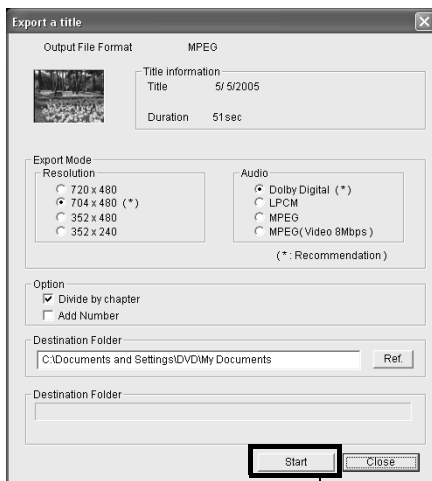 Export a title
Output File Format MPEG
Title information
Title 5/ 5/2005
Duration 51sec
Export Mode
Resolution
720 x 480
704 x 480 (*)
352 x 480
352 x 240
Audio
Dolby Digital (*)
LPCM
MPEG
MPEG(Video 8Mbps)
(*: Recommendation)
Option
Divide by chapter
Add Number
Destination Folder
C:\Documents and Settings\DVD\My Documents Ref.
Destination Folder
Start Close